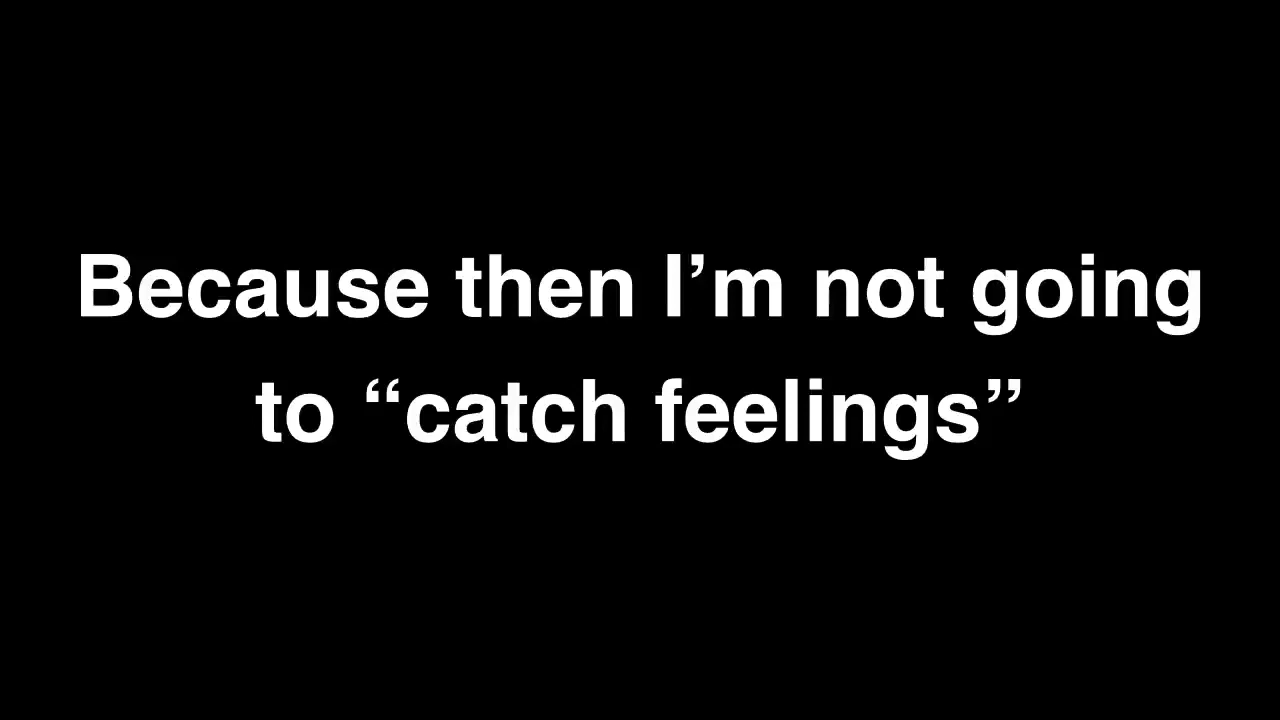 Because then I’m not going
to “catch feelings”